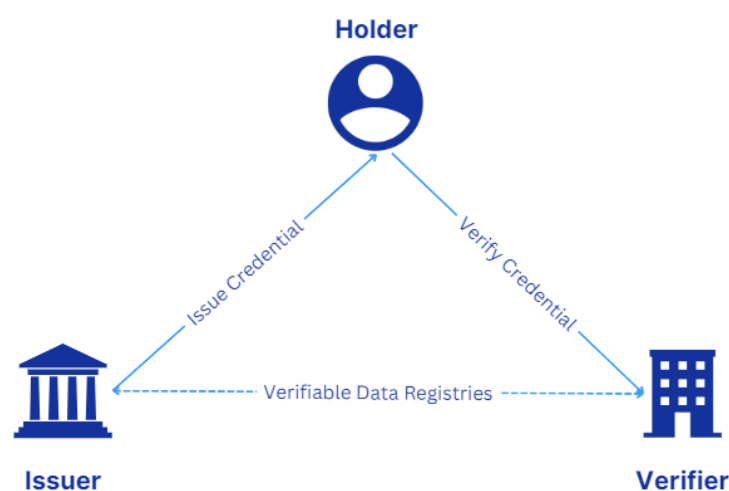 Holder
Issue Credential
Verify Credential
Verifiable Data Registries
Issuer
Verifier